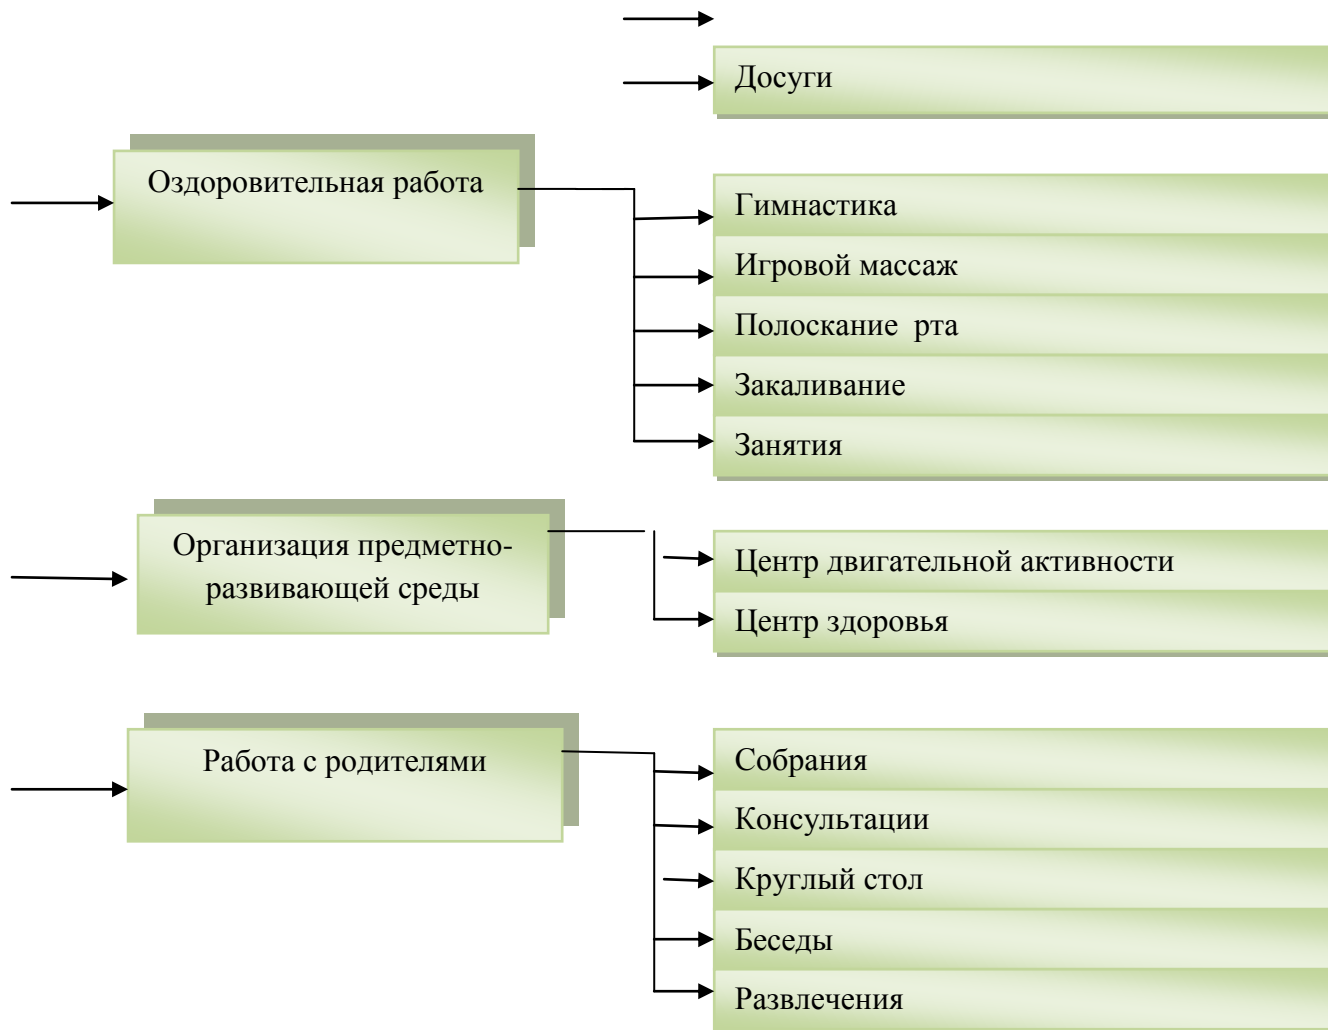 Досуги
Оздоровительная работа
Гимнастика
Игровой массаж
Полоскание рта
Закаливание
Занятия
Организация предметно-
развивающей среды
Центр двигательной активности
Центр здоровья
Работа с родителями
Собрания
Консультации
Круглый стол
Беседы
Развлечения